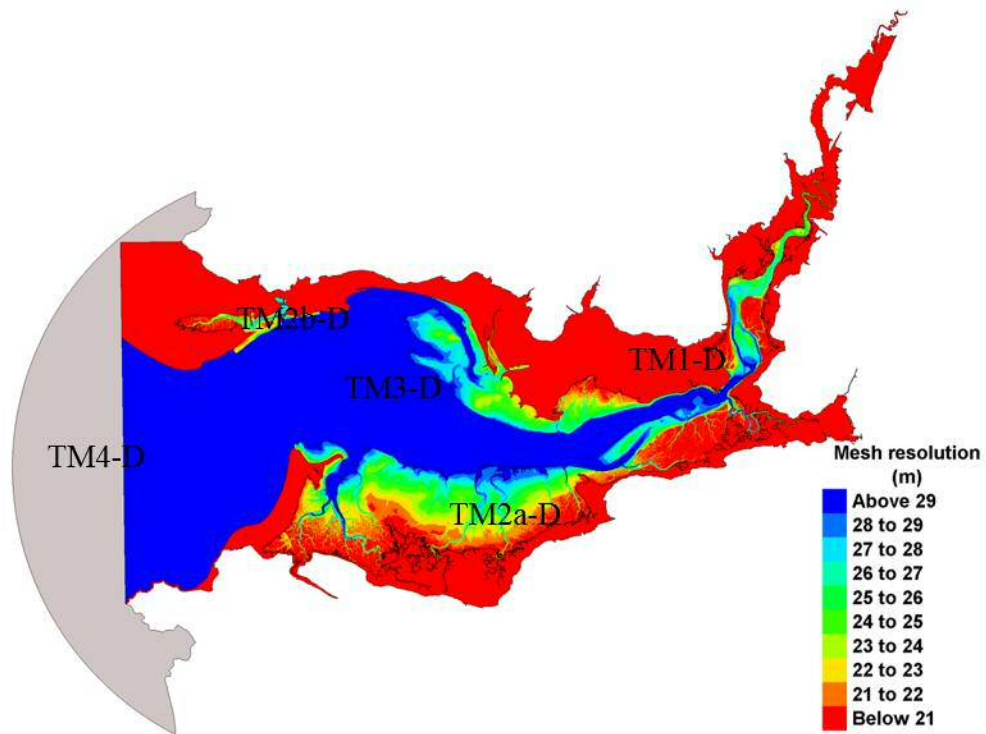 TM2b-D
TM1-D
TM3-D
TM4-D
TM2a-D
Mesh resolution
(m)
Above 29
28 to 29
27 to 28
26 to 27
25 to 26
24 to 25
23 to 24
22 to 23
21 to 22
Below 21